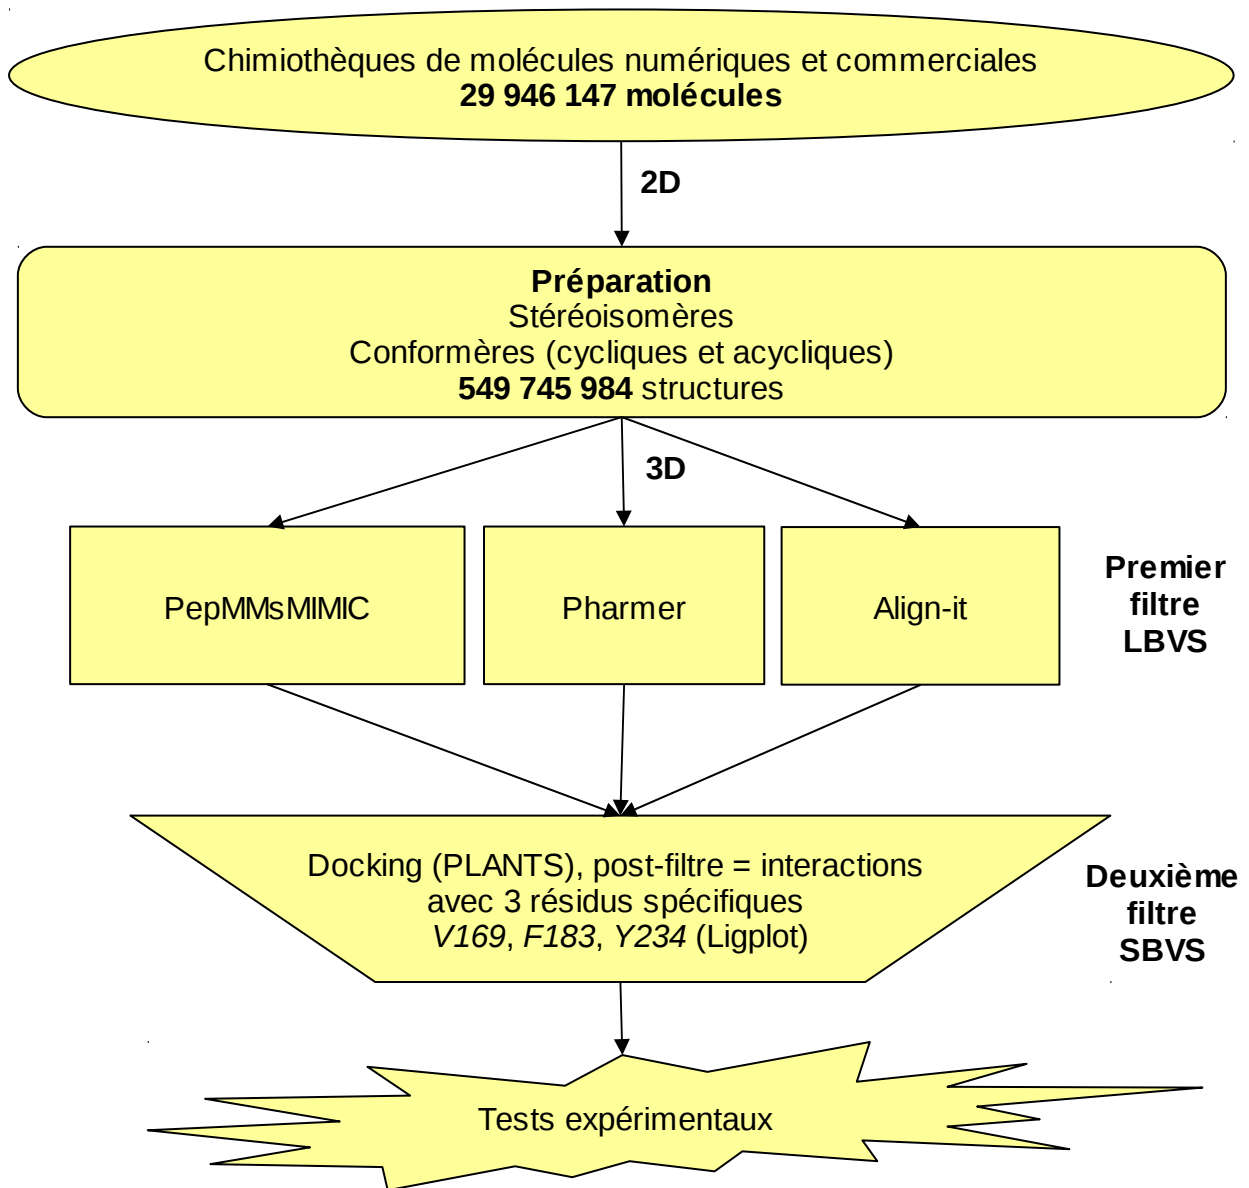 Chimiothèques de molécules numériques et commerciales
29 946 147 molécules
2D
Préparation
Stéréoisomères
Conformères (cycliques et acycliques)
549 745 984 structures
3D
PepMMsMIMIC
Pharmer
Align-it
Premier
filtre
LBVS
Docking (PLANTS), post-filtre = interactions
avec 3 résidus spécifiques
V169, F183, Y234 (Ligplot)
Deuxième
filtre
SBVS
Tests expérimentaux